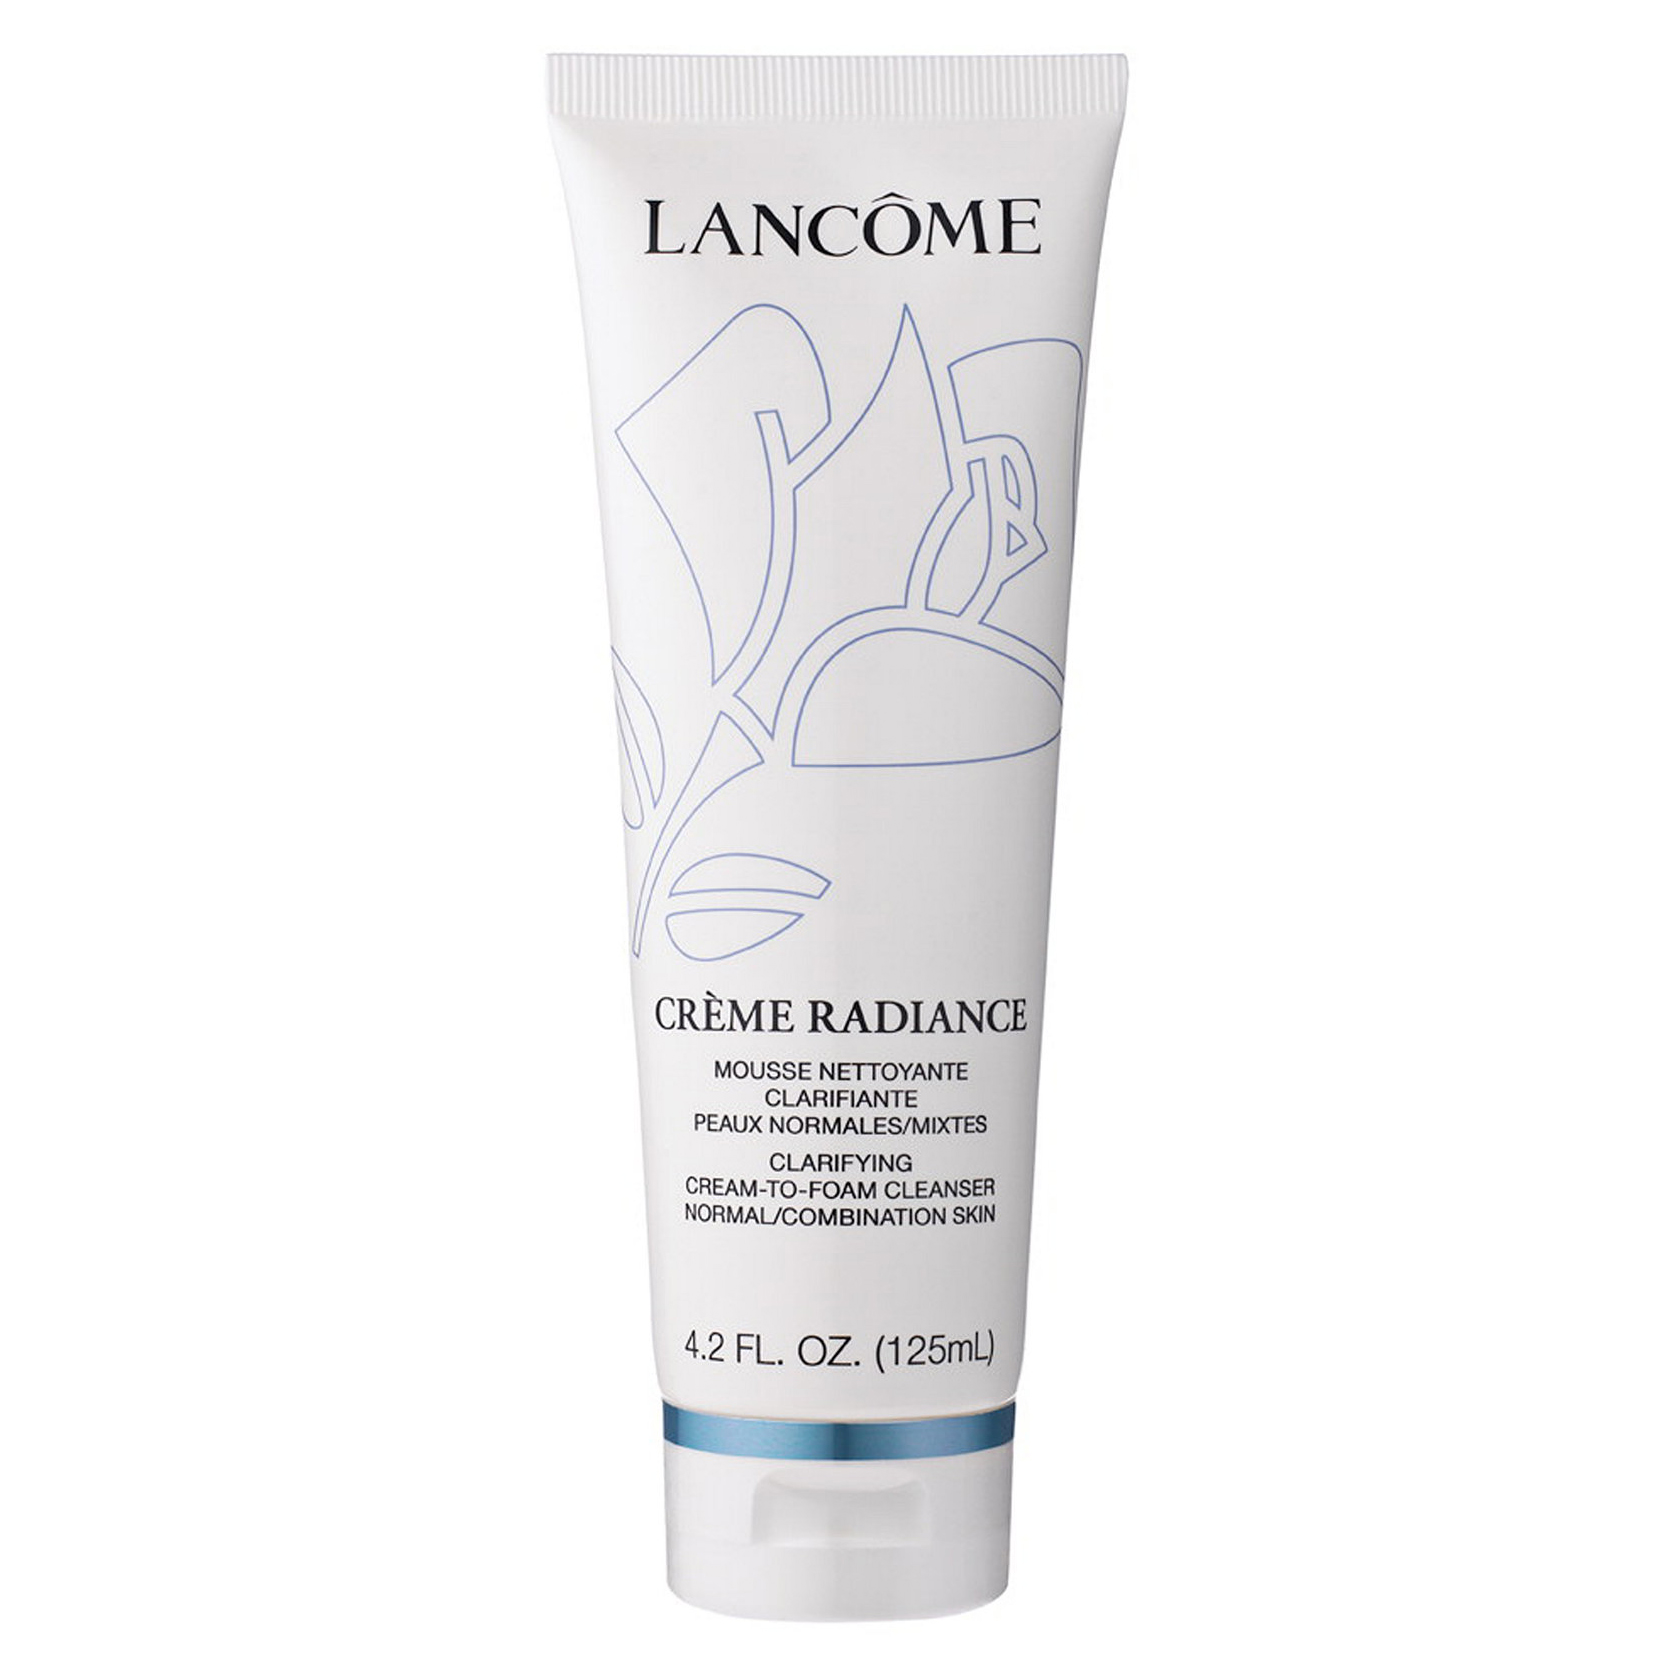 LANCÔME
CRÈME RADIANCE
MOUSSE NETTOYANTE
CLARIFIANTE
PEAUX NORMALES/MIXTES
CLARIFYING
CREAM-TO-FOAM CLEANSER
NORMAL/COMBINATION SKIN
4.2 FL. OZ. (125mL)